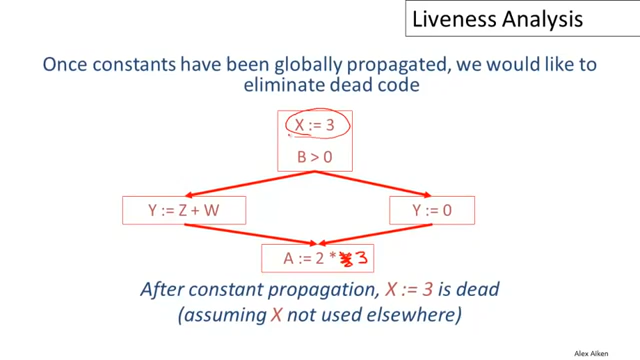 Liveness Analysis
Once constants have been globally propagated, we would like to
eliminate dead code
X := 3
B > 0
Y := Z + W
Y := 0
A := 2 * 3
After constant propagation, X := 3 is dead
(assuming X not used elsewhere)
Alex Aiken